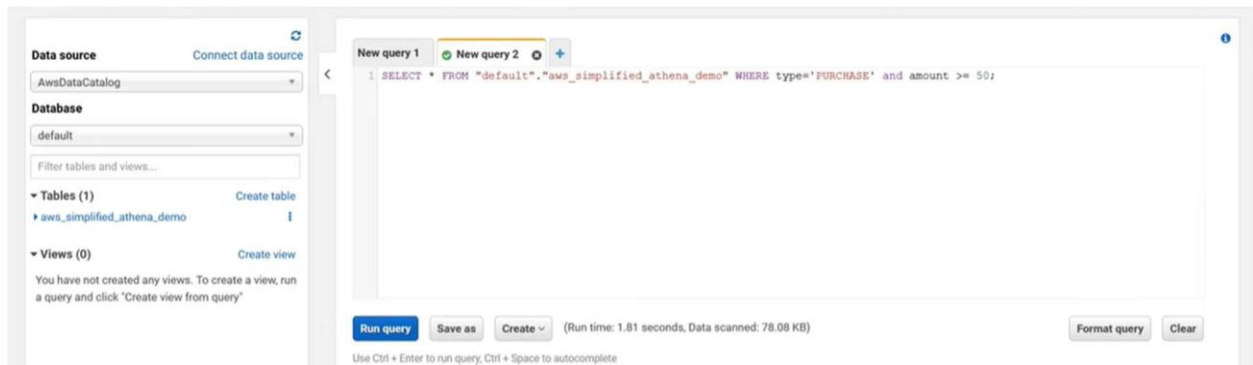 Data source
Connect data source
AwsDataCatalog
Database
default
Filter tables and views...
Tables (1)
Create table
aws_simplified_athena_demo
Views (0)
Create view
You have not created any views. To create a view, run
a query and click "Create view from query"
New query 1
New query 2
1 SELECT * FROM "default"."aws_simplified_athena_demo" WHERE type='PURCHASE' and amount >= 50;
Run query
Save as
Create
(Run time: 1.81 seconds, Data scanned: 78.08 KB)
Format query
Clear
Use Ctrl + Enter to run query, Ctrl + Space to autocomplete